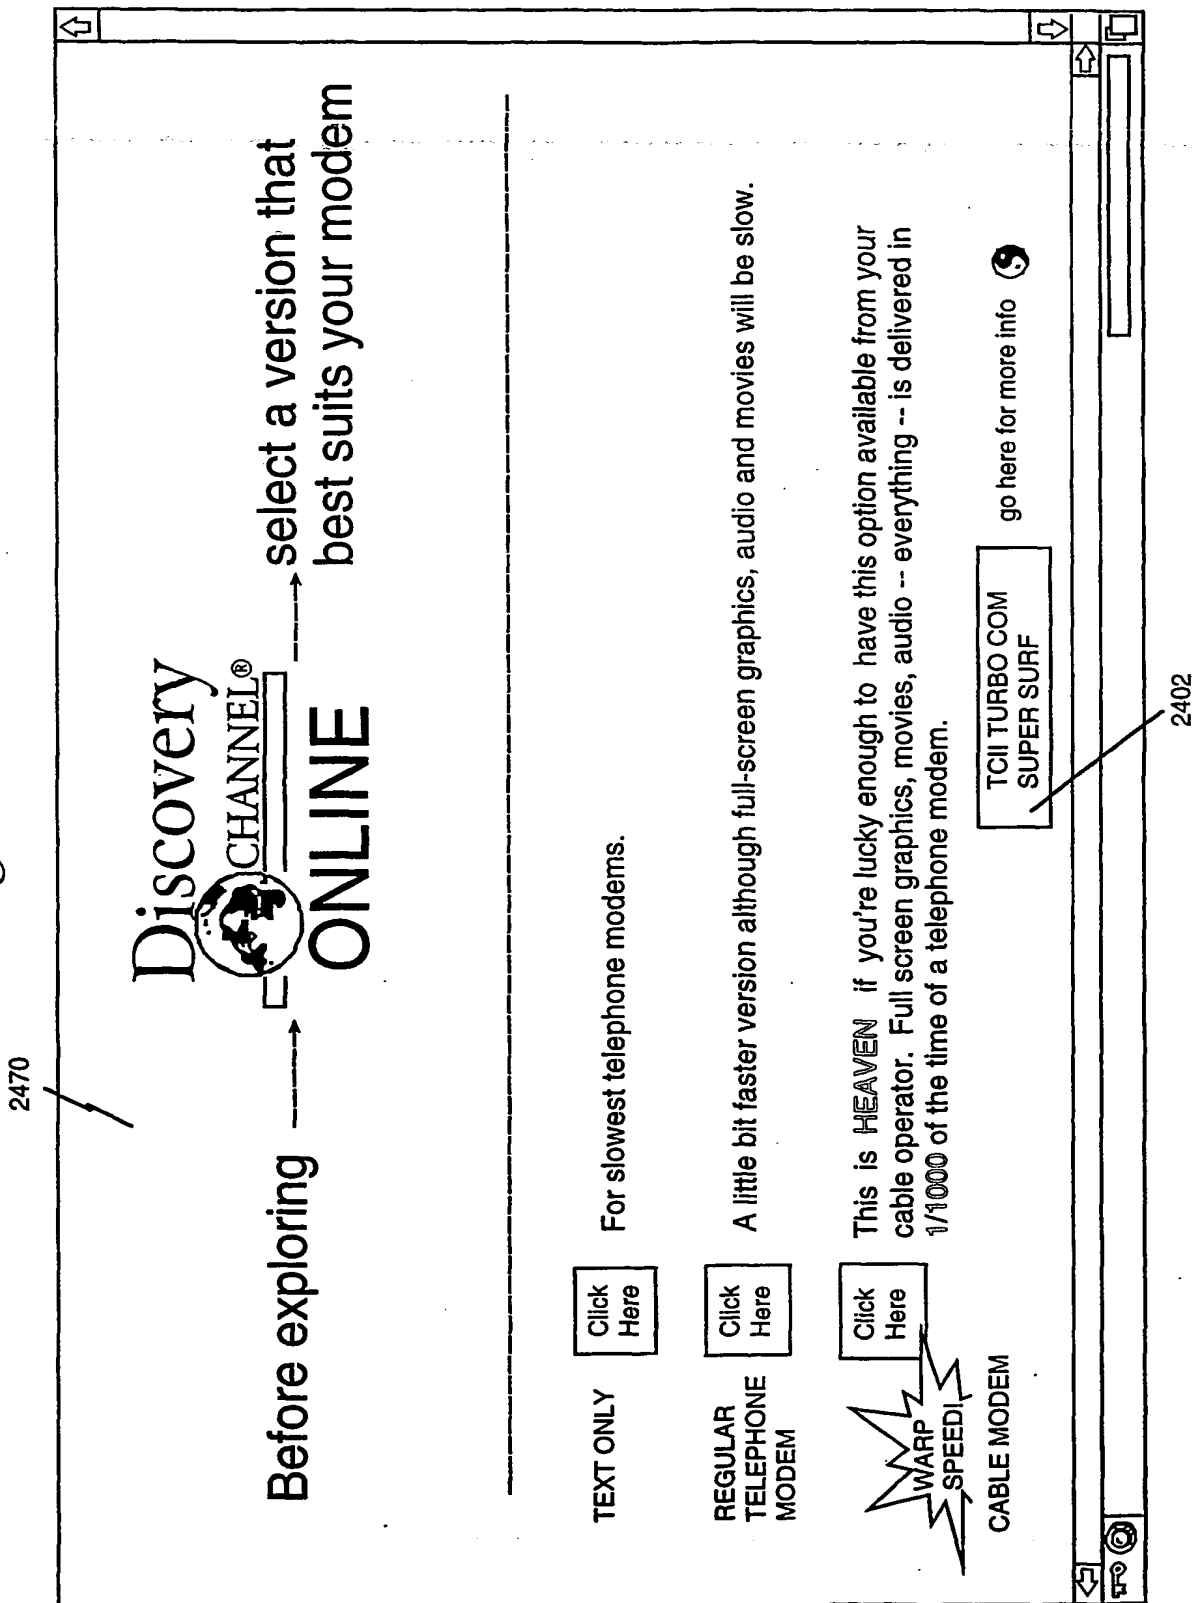 2470
Before exploring
Discovery
CHANNEL®
ONLINE
select a version that
best suits your modem
TEXT ONLY
Click
Here
For slowest telephone modems.
REGULAR
TELEPHONE
MODEM
Click
Here
A little bit faster version although full-screen graphics, audio and movies will be slow.
WARP
SPEED!
CABLE MODEM
Click
Here
This is HEAVEN if you're lucky enough to have this option available from your
cable operator. Full screen graphics, movies, audio -- everything -- is delivered in
1/1000 of the time of a telephone modem.
TCII TURBO COM
SUPER SURF
go here for more info
2402